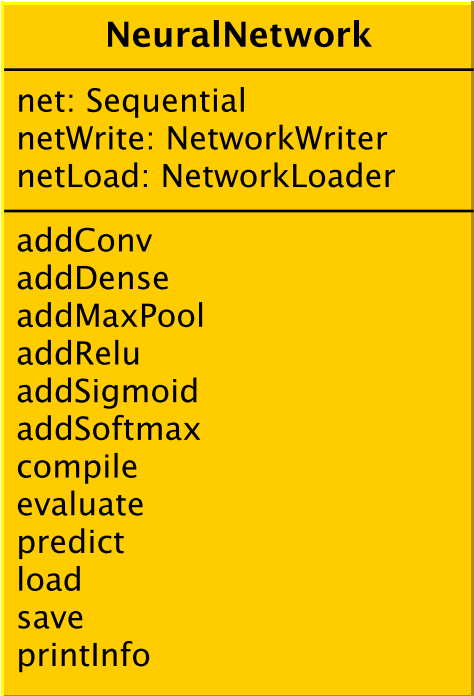 NeuralNetwork
net: Sequential
netWrite: NetworkWriter
netLoad: NetworkLoader
addConv
addDense
addMaxPool
addRelu
addSigmoid
addSoftmax
compile
evaluate
predict
load
save
printInfo